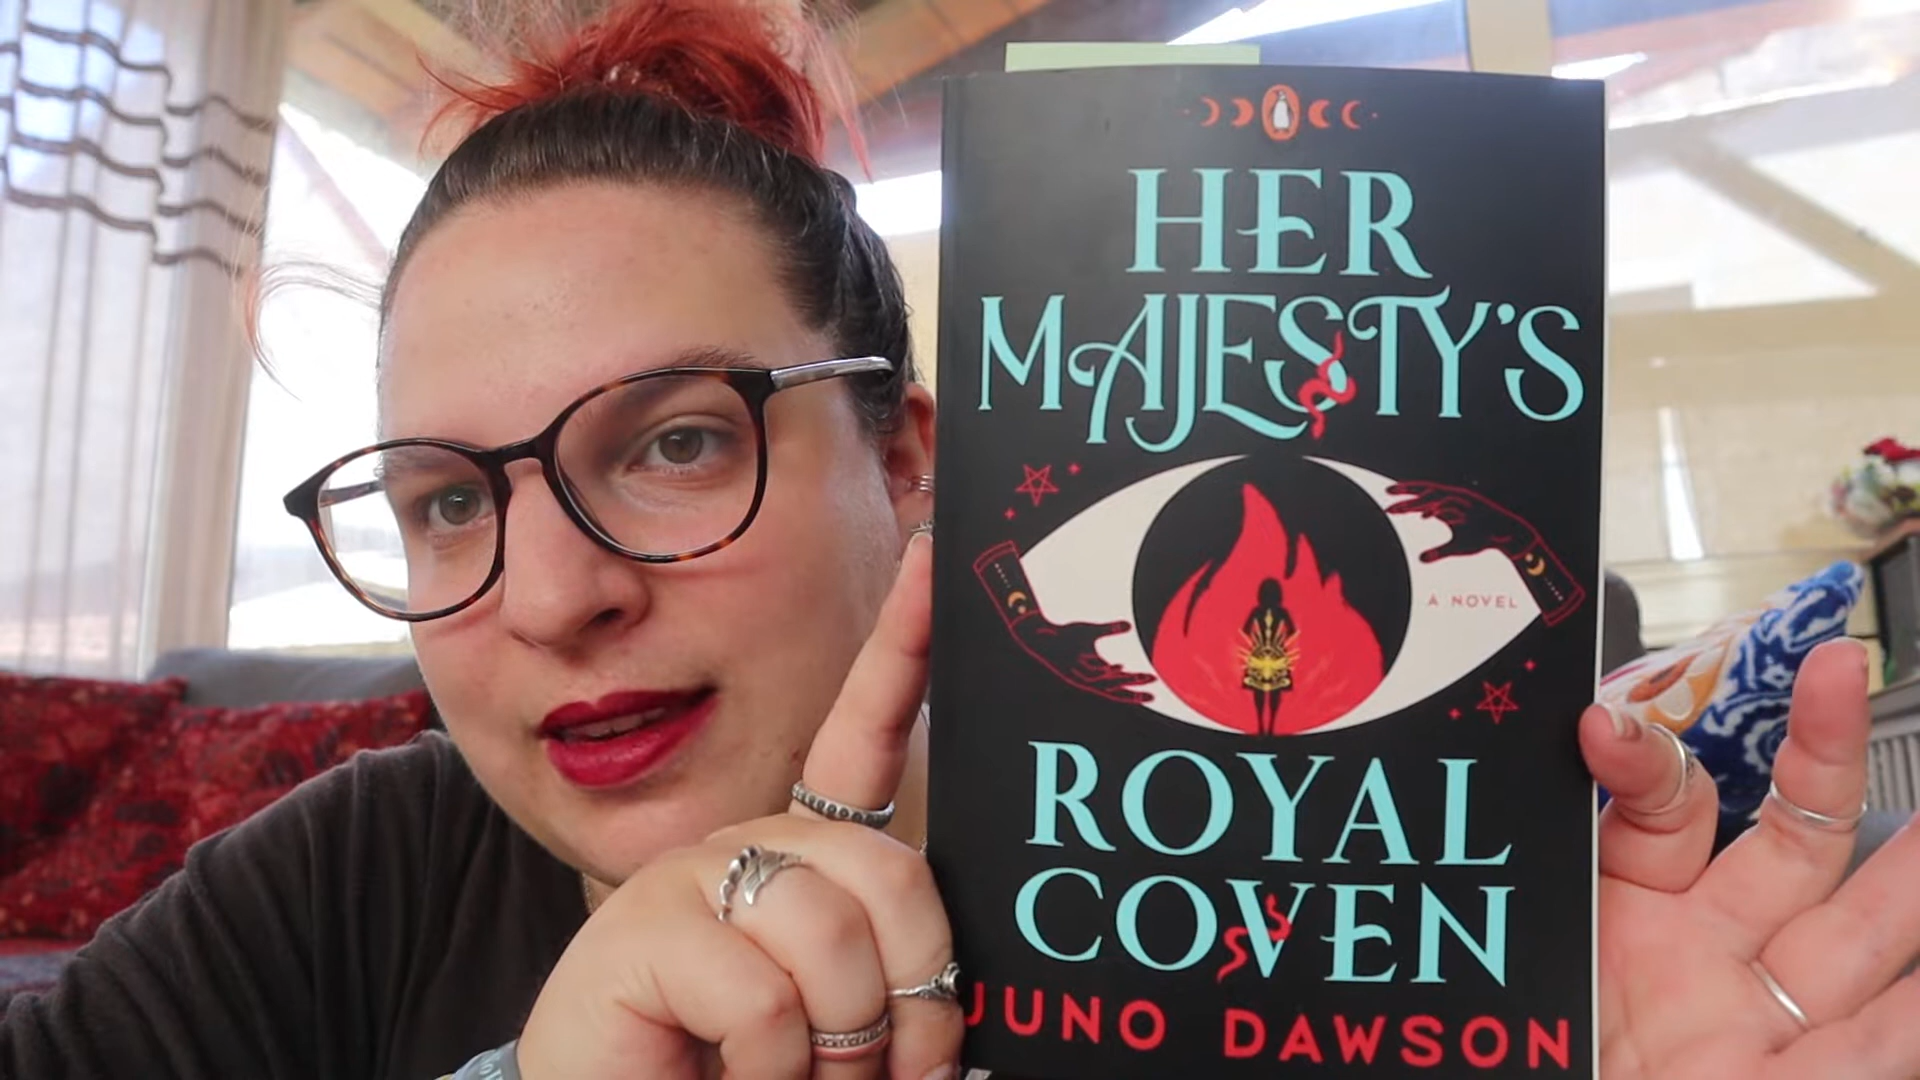 HER
MAJESTY'S
A NOVEL
ROYAL
COVEN
JUNO DAWSON